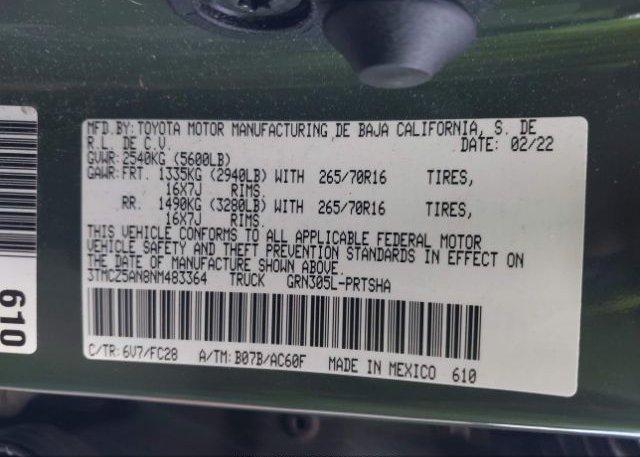 MFD.BY:TOYOTA MOTOR MANUFACTURING DE BAJA CALIFORNIA, S. DE
R.L. DE C.V. DATE: 02/22
GVWR:2540KG (5600LB)
GAWR:FRT. 1335KG (2940LB) WITH 265/70R16 TIRES,
16X7J RIMS.
RR. 1490KG (3280LB) WITH 265/70R16 TIRES,
16X7J RIMS.
THIS VEHICLE CONFORMS TO ALL APPLICABLE FEDERAL MOTOR
VEHICLE SAFETY AND THEFT PREVENTION STANDARDS IN EFFECT ON
THE DATE OF MANUFACTURE SHOWN ABOVE.
3TMCZ5AN8NM483364 TRUCK GRN305L-PRTSHA
C/TR: 6V7/FC28 A/TM: B07B/AC60F MADE IN MEXICO 610
610